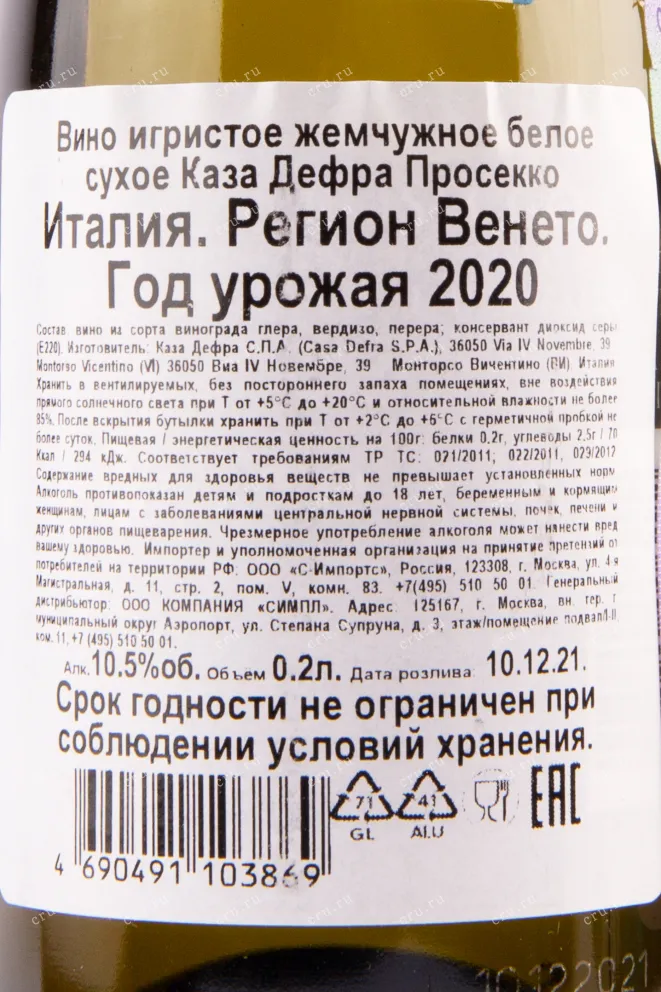 Вино игристое жемчужное белое
сухое Каза Дефра Просекко
Италия. Регион Венето.
Год урожая 2020
Состав: вино из сорта винограда глера, вердизо, перера; консервант диоксид серы
(E220). Изготовитель: Каза Дефра С.П.А. (Casa Defra S.P.A.), 36050 Via IV Novembre, 39
Montorso Vicentino (VI) 36050 Виа IV Новембре, 39 Монторсо Вичентино (ВИ) Италия
Хранить в вентилируемых, без постороннего запаха помещениях, вне воздействия
прямого солнечного света при Т от +5°С до +20°С и относительной влажности не более
85%. После вскрытия бутылки хранить при Т от +2°С до +6°С с герметичной пробкой не
более суток. Пищевая / энергетическая ценность на 100г: белки 0,2г, углеводы 2,5г / 70
Ккал / 294 кДж. Соответствует требованиям ТР ТС: 021/2011; 022/2011, 029/2012
Содержание вредных для здоровья веществ не превышает установленных норм
Алкоголь противопоказан детям и подросткам до 18 лет, беременным и кормящим
женщинам, лицам с заболеваниями центральной нервной системы, почек, печени и
других органов пищеварения. Чрезмерное употребление алкоголя может нанести вред
вашему здоровью. Импортер и уполномоченная организация на принятие претензий от
потребителей на территории РФ: ООО «С-Импортс», Россия, 123308, г. Москва, ул. 4-я
Магистральная, д. 11, стр. 2, пом. V, комн. 83. +7(495) 510 50 01. Генеральный
дистрибьютор: ООО КОМПАНИЯ «СИМПЛ». Адрес: 125167, г. Москва, вн. тер. г.
муниципальный округ Аэропорт, ул. Степана Супруна, д. 3, этаж/помещение подвал/I-II
ком. 11, +7 (495) 510 50 01.
Алк. 10.5%об. Объем 0.2л. Дата розлива: 10.12.21.
Срок годности не ограничен при
соблюдении условий хранения.
71 41 EAC
GL ALU
4 690491 103869
10.122021
cru.ru